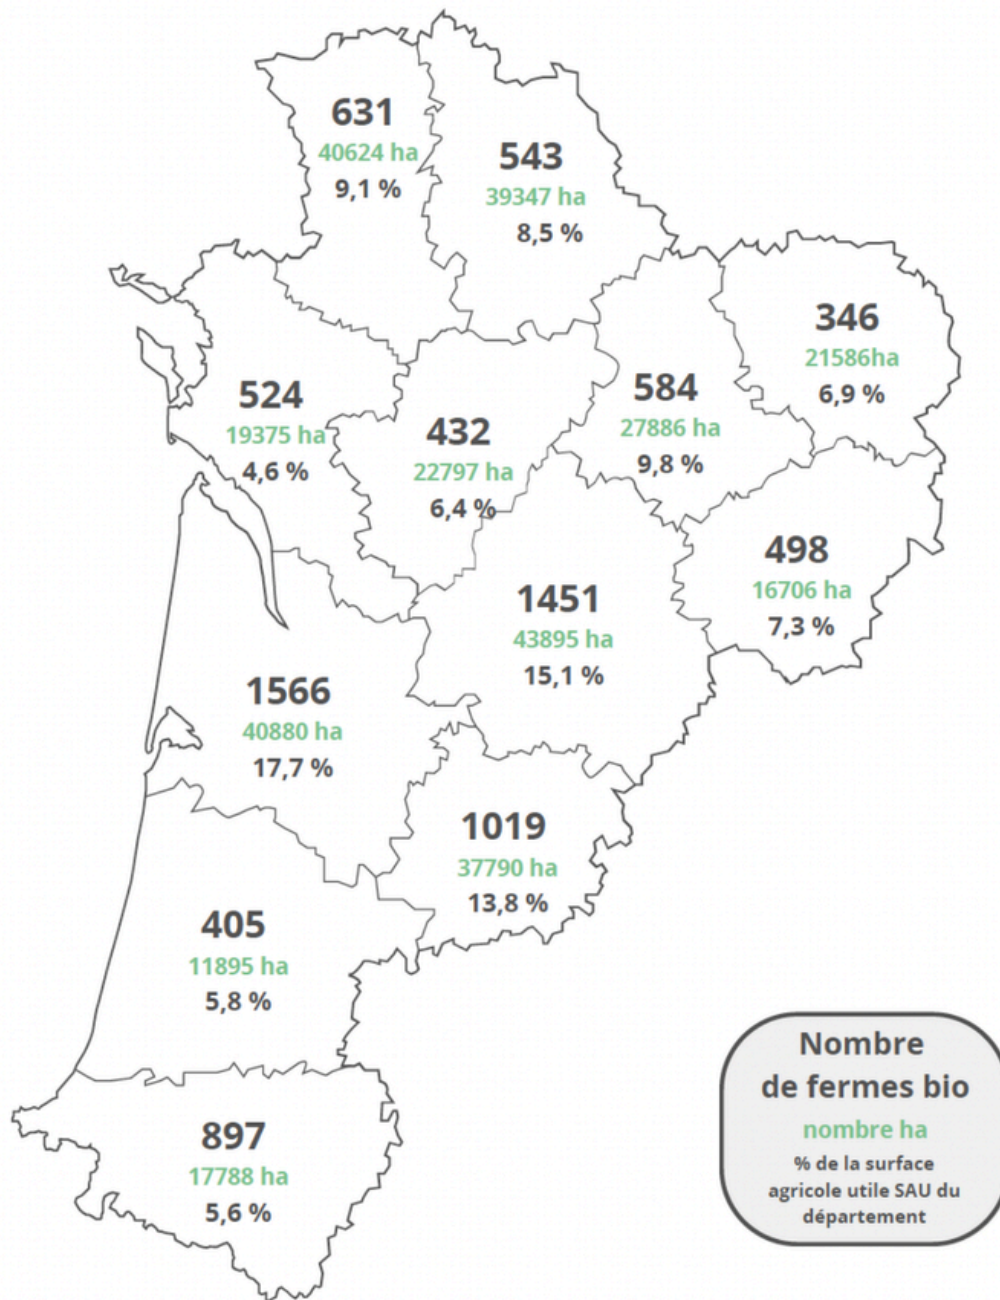 631
40624 ha
9,1 %
543
39347 ha
8,5 %
346
21586ha
6,9 %
524
19375 ha
4,6 %
432
22797 ha
6,4 %
584
27886 ha
9,8 %
498
16706 ha
7,3 %
1451
43895 ha
15,1 %
1566
40880 ha
17,7 %
1019
37790 ha
13,8 %
405
11895 ha
5,8 %
897
17788 ha
5,6 %
Nombre
de fermes bio
nombre ha
% de la surface
agricole utile SAU du
département